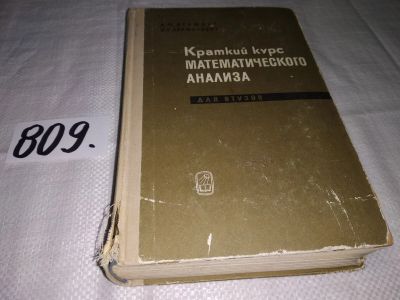 809.
Краткий курс
МАТЕМАТИЧЕСКОГО
АНАЛИЗА
ДЛЯ ВТУЗОВ